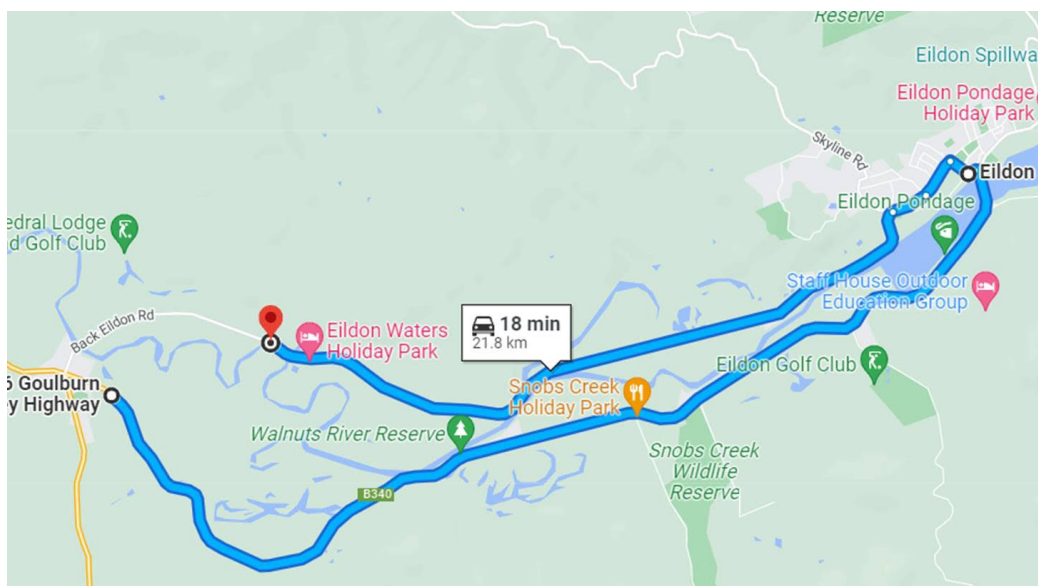 Reserve
Eildon Spillwa
Eildon Pondage
Holiday Park
Skyline Rd
Eildon
Eildon Pondage
edral Lodge
d Golf Club
Staff House Outdoor
Education Group
Back Eildon Rd
18 min
21.8 km
Eildon Waters
Holiday Park
Eildon Golf Club
6 Goulburn
ey Highway
Snobs Creek
Holiday Park
Walnuts River Reserve
Snobs Creek
Wildlife
Reserve
B340